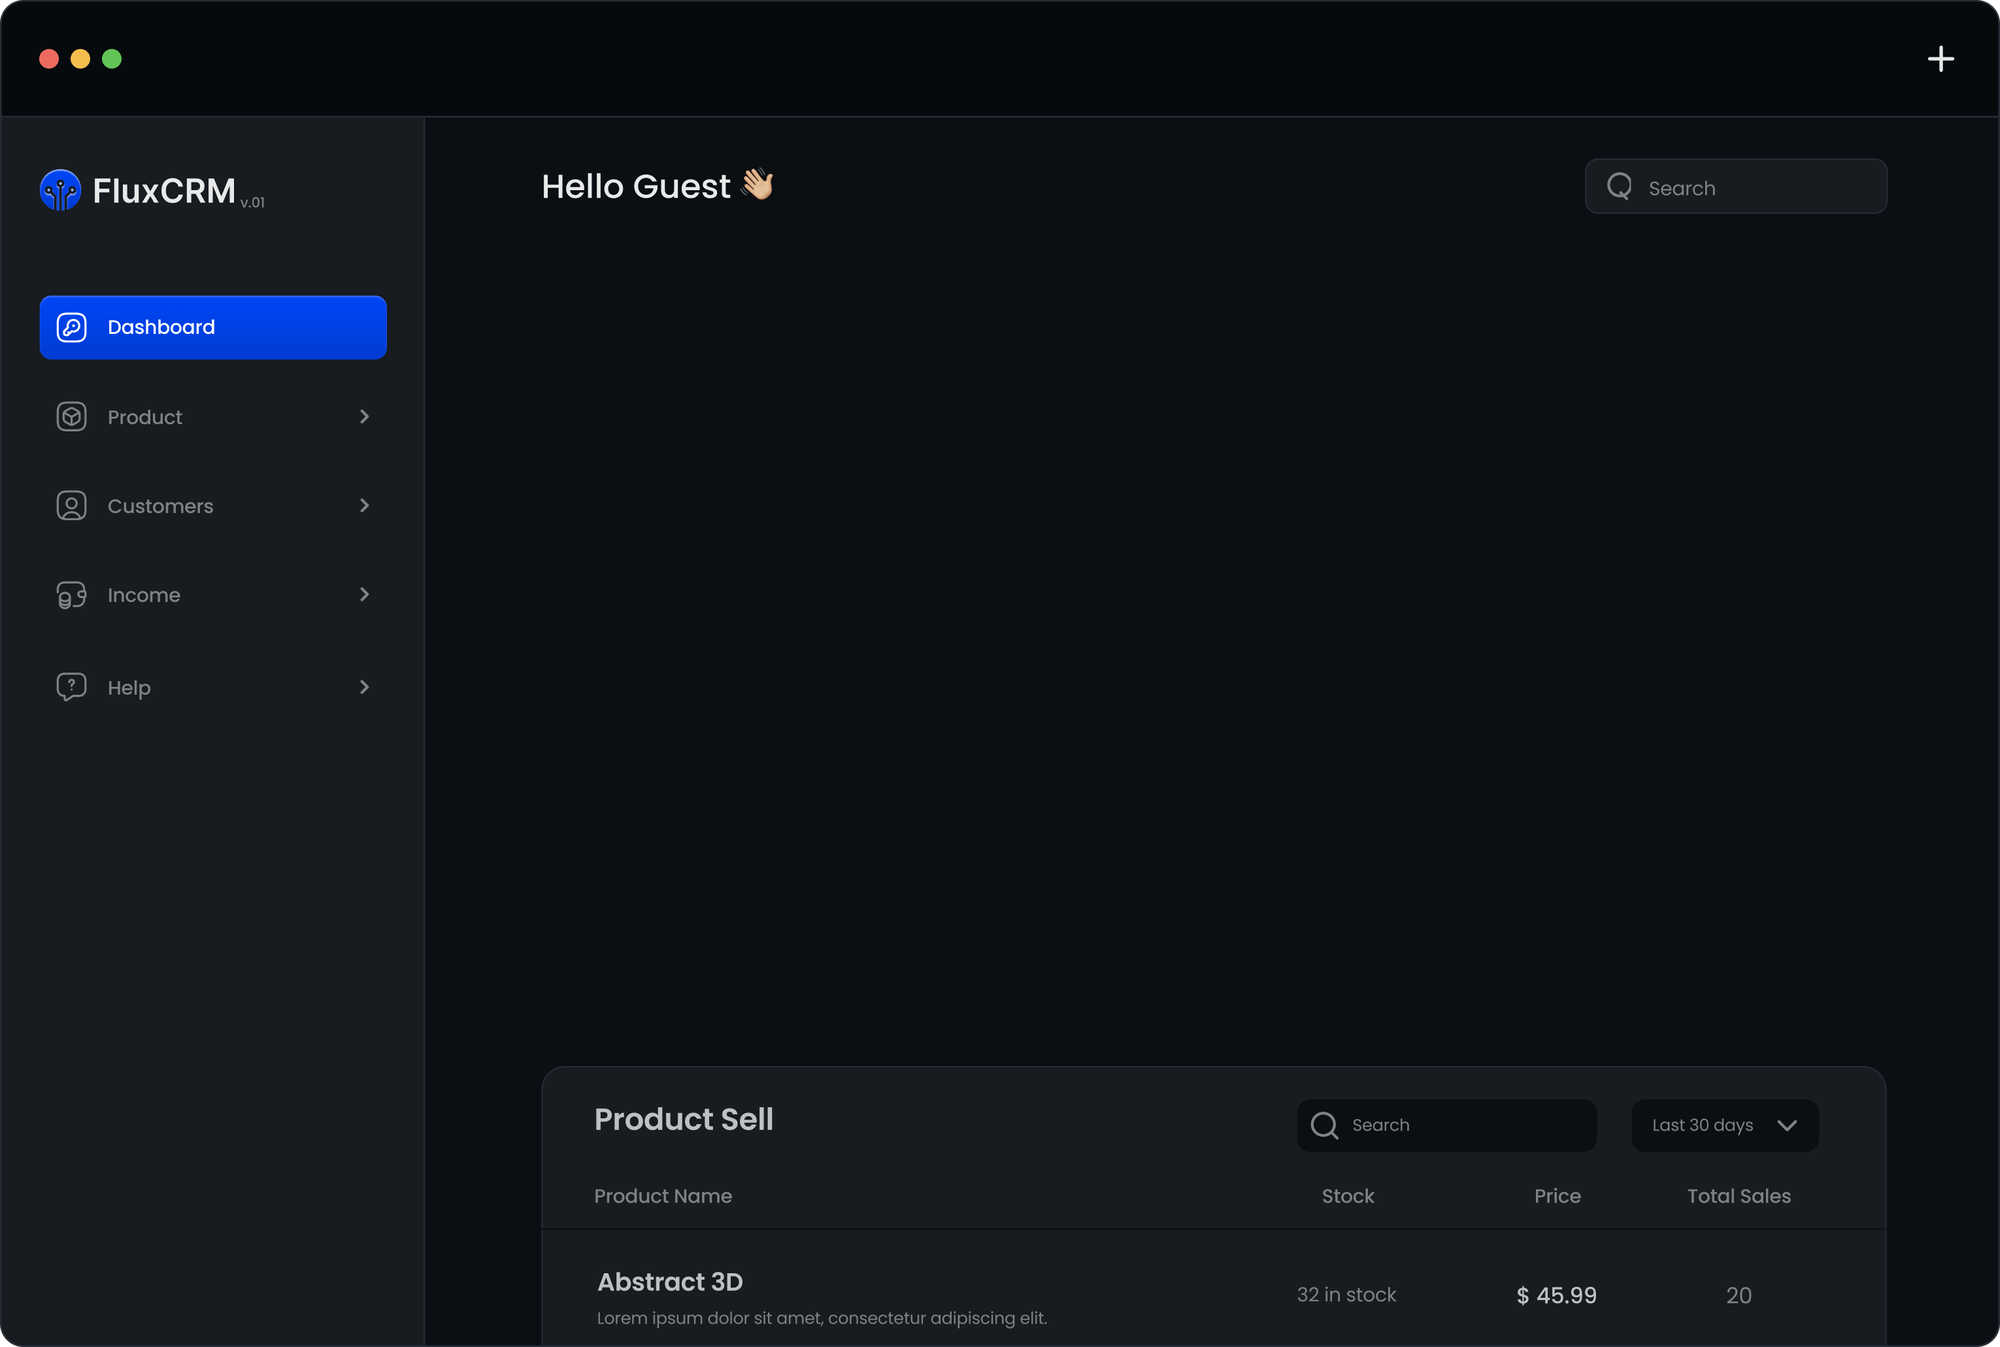 FluxCRM v.01
Hello Guest 👋🏼
Search
Dashboard
Product
Customers
Income
Help
Product Sell
Search
Last 30 days
Product Name Stock Price Total Sales
Abstract 3D
32 in stock $ 45.99 20
Lorem ipsum dolor sit amet, consectetur adipiscing elit.